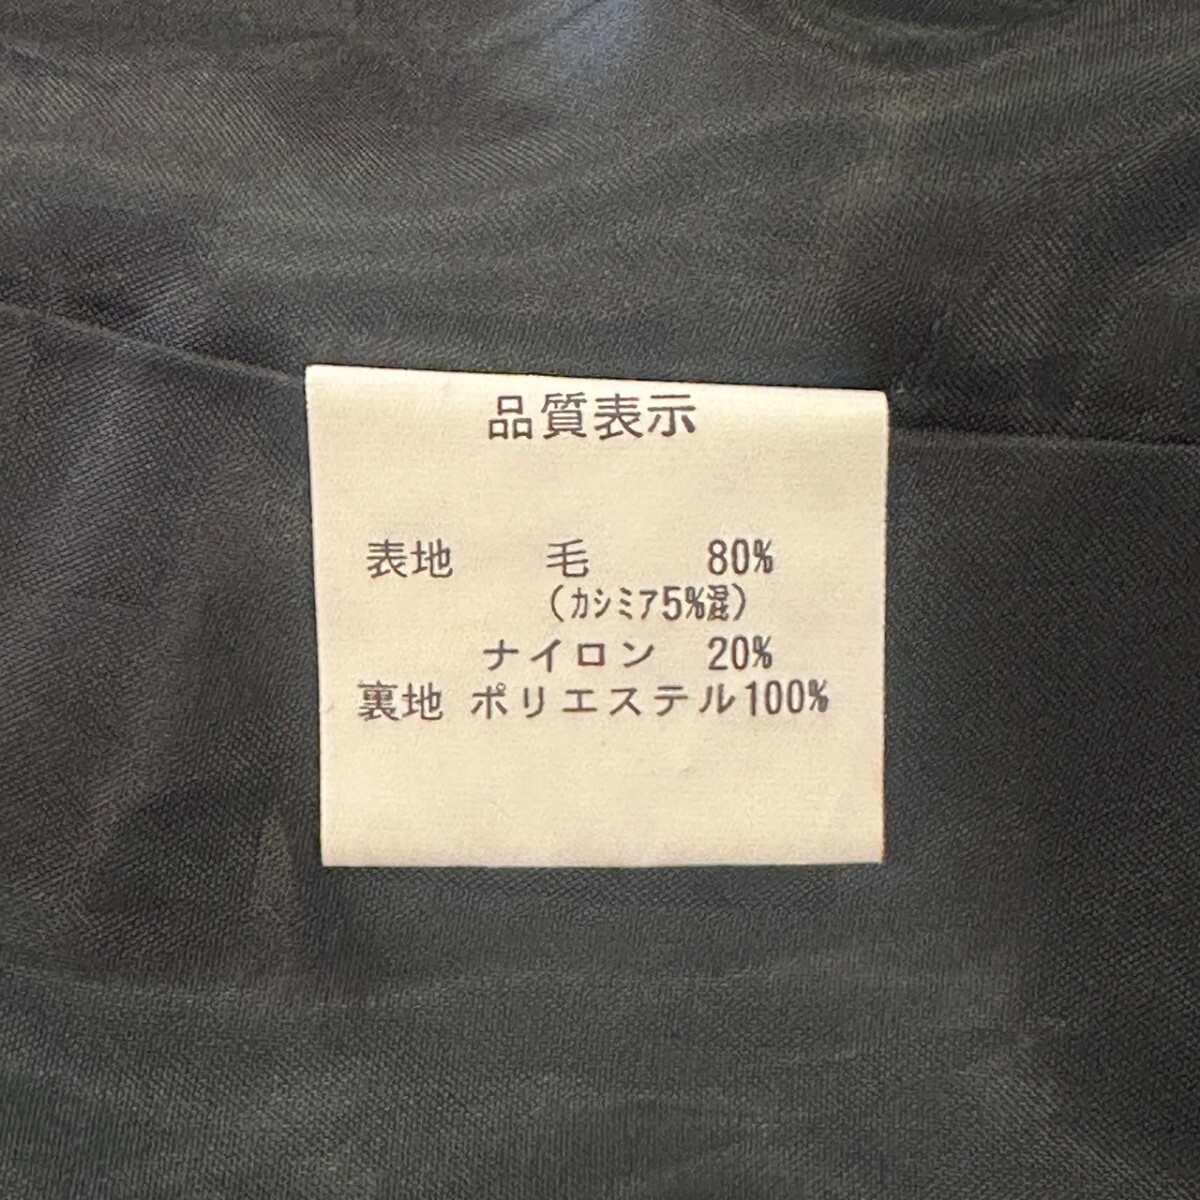 品質表示
表地 毛 80%
(カシミア5%混)
ナイロン 20%
裏地 ポリエステル100%